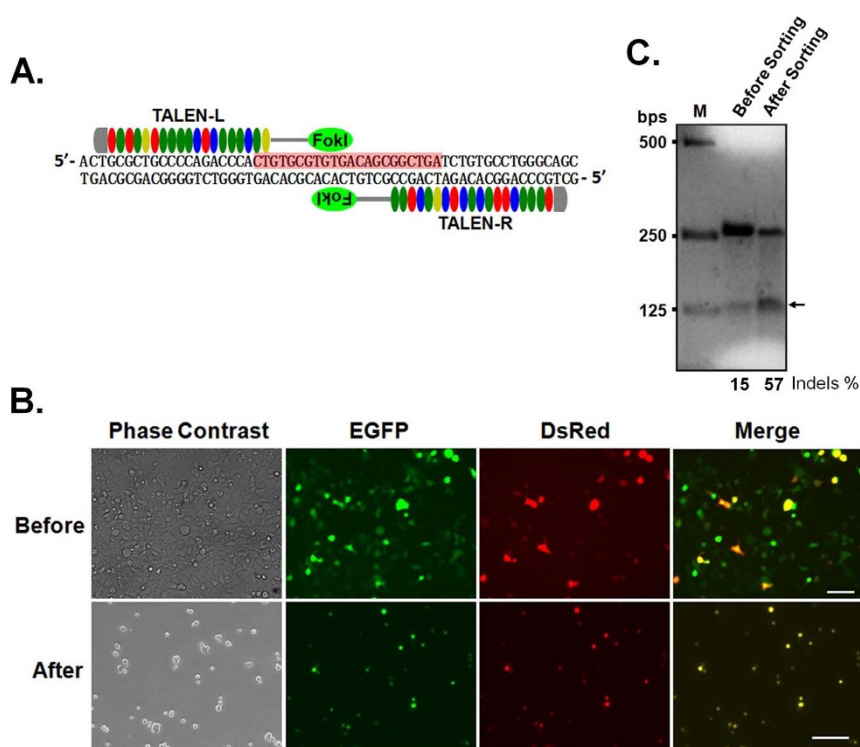 A.
TALEN-L
FokI
5'- ACTGCGCTGCCCCAGACCCACTGTGCGTGTGACAGCGGCTGATCTGTGCCTGGGCAGC
TGACGCGACGGGGTCTGGGTGACACGCACACTGTCGCCGACTAGACACGGACCCGTCG - 5'
FokI
TALEN-R
C.
bps M Before Sorting After Sorting
500
250
125
15 57 Indels %
B.
Phase Contrast EGFP DsRed Merge
Before
After